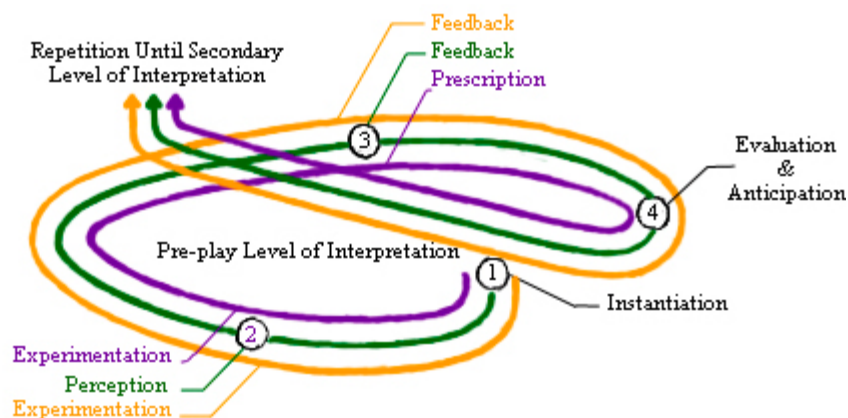 Feedback
Repetition Until Secondary
Level of Interpretation
Feedback
Prescription
3
Evaluation
&
Anticipation
4
Pre-play Level of Interpretation
1
Instantiation
2
Experimentation
Perception
Experimentation